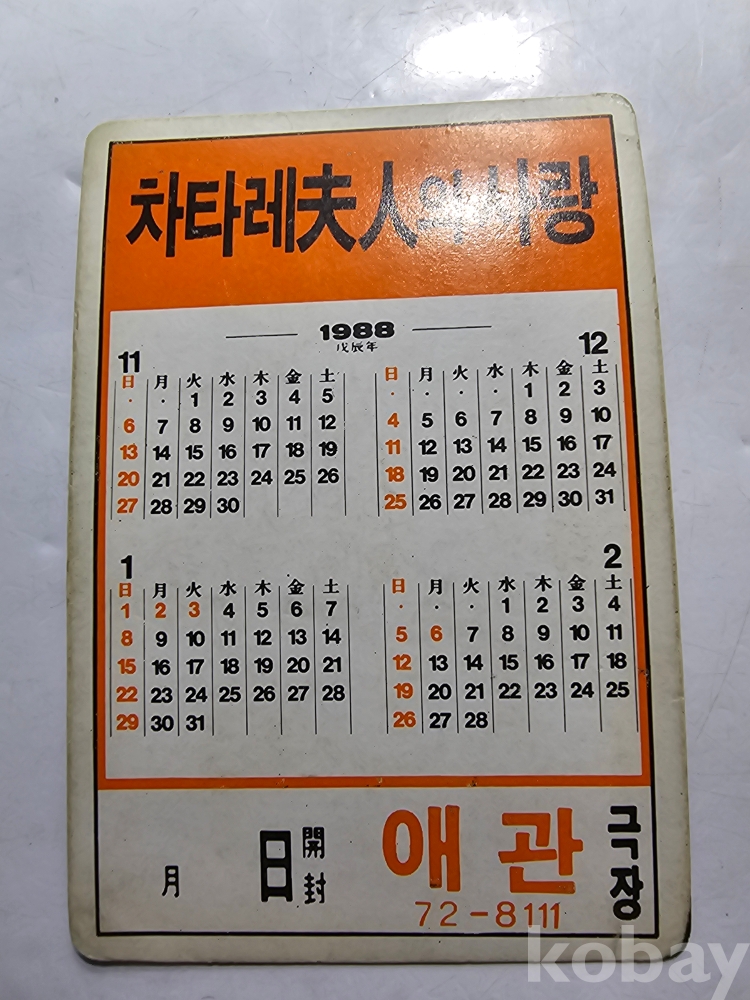 차타레夫人의 사랑
1988
戊辰年
11
日 月 火 水 木 金 土
· · 1 2 3 4 5
6 7 8 9 10 11 12
13 14 15 16 17 18 19
20 21 22 23 24 25 26
27 28 29 30
12
日 月 火 水 木 金 土
· · · · 1 2 3
4 5 6 7 8 9 10
11 12 13 14 15 16 17
18 19 20 21 22 23 24
25 26 27 28 29 30 31
1
日 月 火 水 木 金 土
1 2 3 4 5 6 7
8 9 10 11 12 13 14
15 16 17 18 19 20 21
22 23 24 25 26 27 28
29 30 31
2
日 月 火 水 木 金 土
· · · 1 2 3 4
5 6 7 8 9 10 11
12 13 14 15 16 17 18
19 20 21 22 23 24 25
26 27 28
月 日 開封
애관 극장
72-8111
kobay